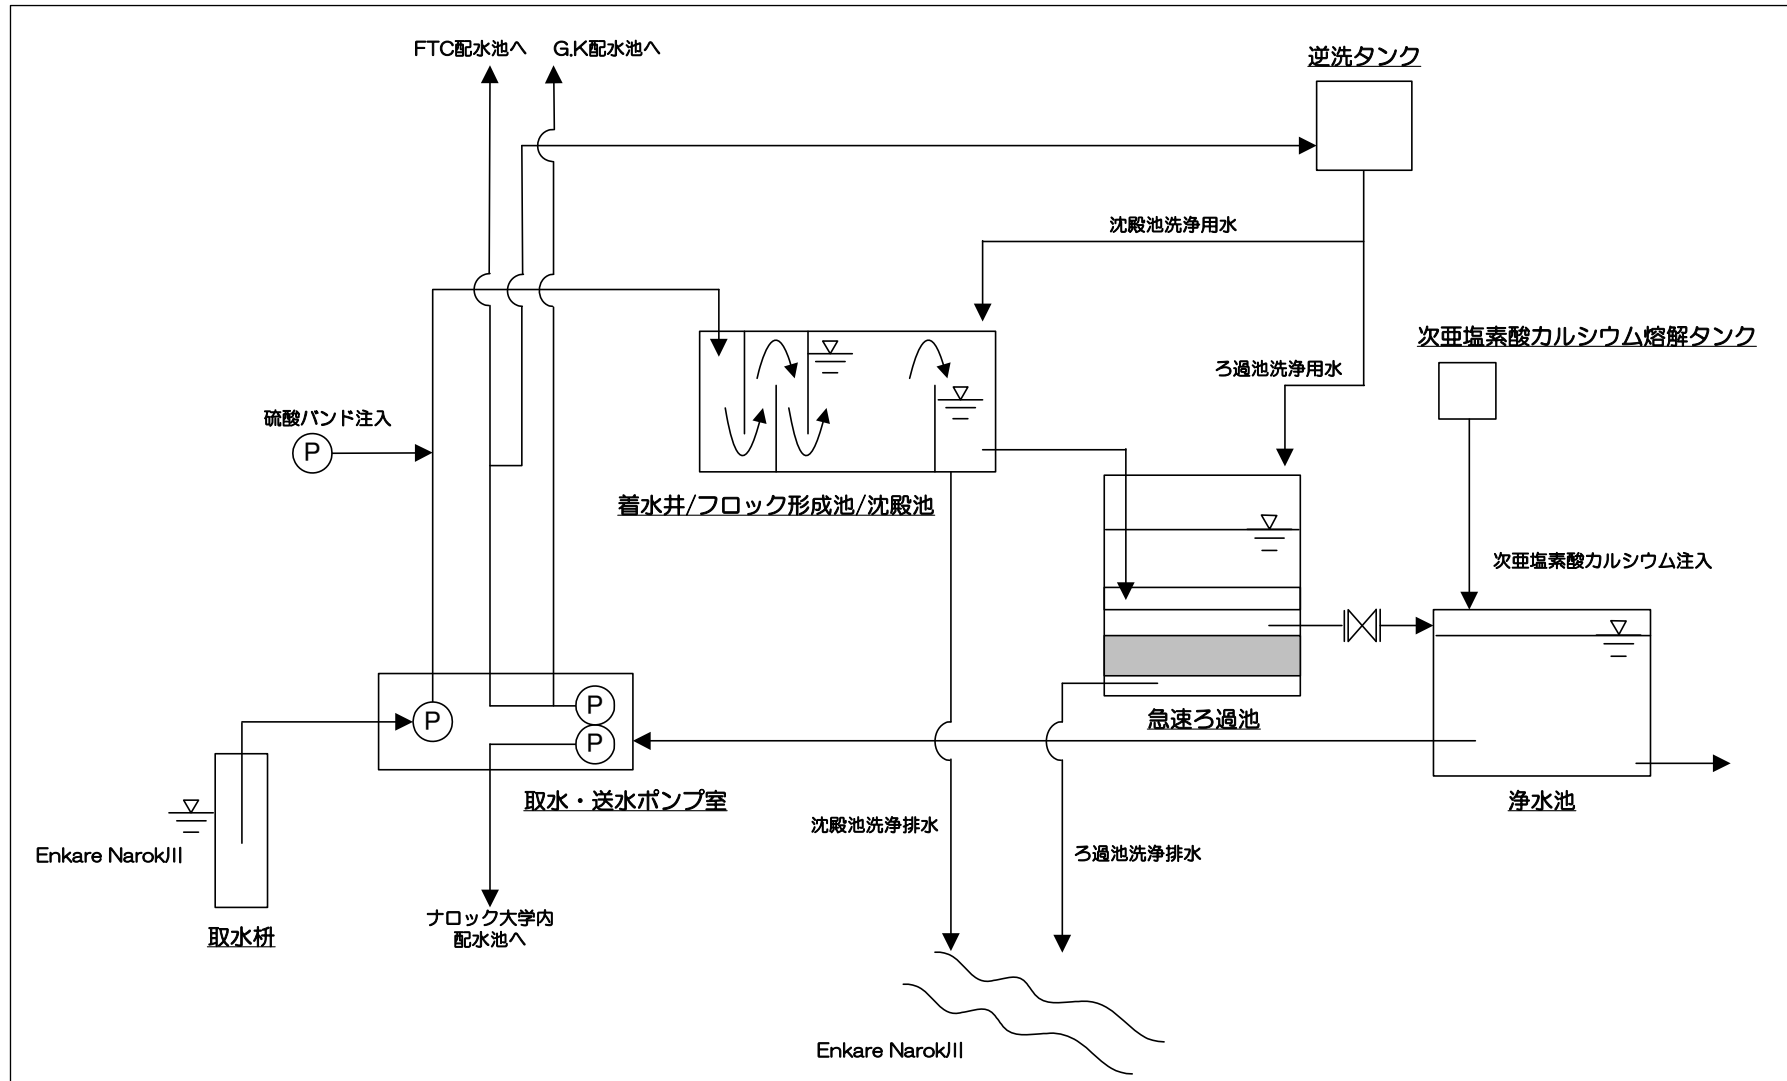 FTC配水池へ
G.K配水池へ
逆洗タンク
沈殿池洗浄用水
次亜塩素酸カルシウム熔解タンク
ろ過池洗浄用水
硫酸バンド注入
P
着水井/フロック形成池/沈殿池
次亜塩素酸カルシウム注入
P
P
P
急速ろ過池
取水・送水ポンプ室
浄水池
沈殿池洗浄排水
ろ過池洗浄排水
Enkare Narok川
取水枡
ナロック大学内
配水池へ
Enkare Narok川